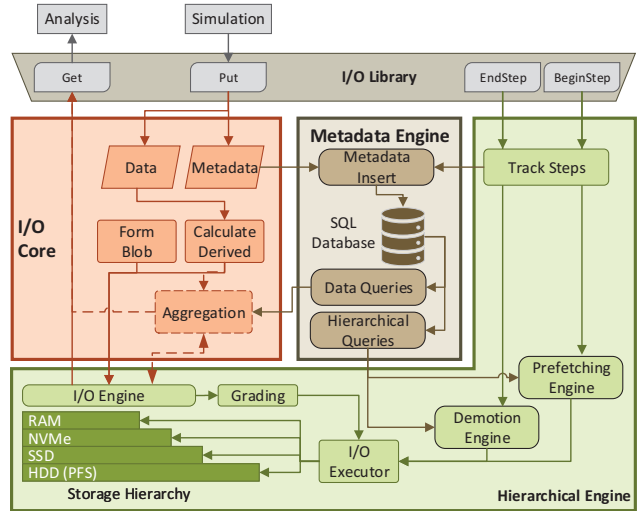 Analysis
Simulation
Get
Put
I/O Library
EndStep
BeginStep
Metadata Engine
Data
Metadata
Metadata
Insert
Track Steps
I/O
Core
Form
Blob
Calculate
Derived
SQL
Database
Aggregation
Data Queries
Hierarchical
Queries
Prefetching
Engine
I/O Engine
Grading
Demotion
Engine
RAM
NVMe
SSD
HDD (PFS)
I/O
Executor
Storage Hierarchy
Hierarchical Engine